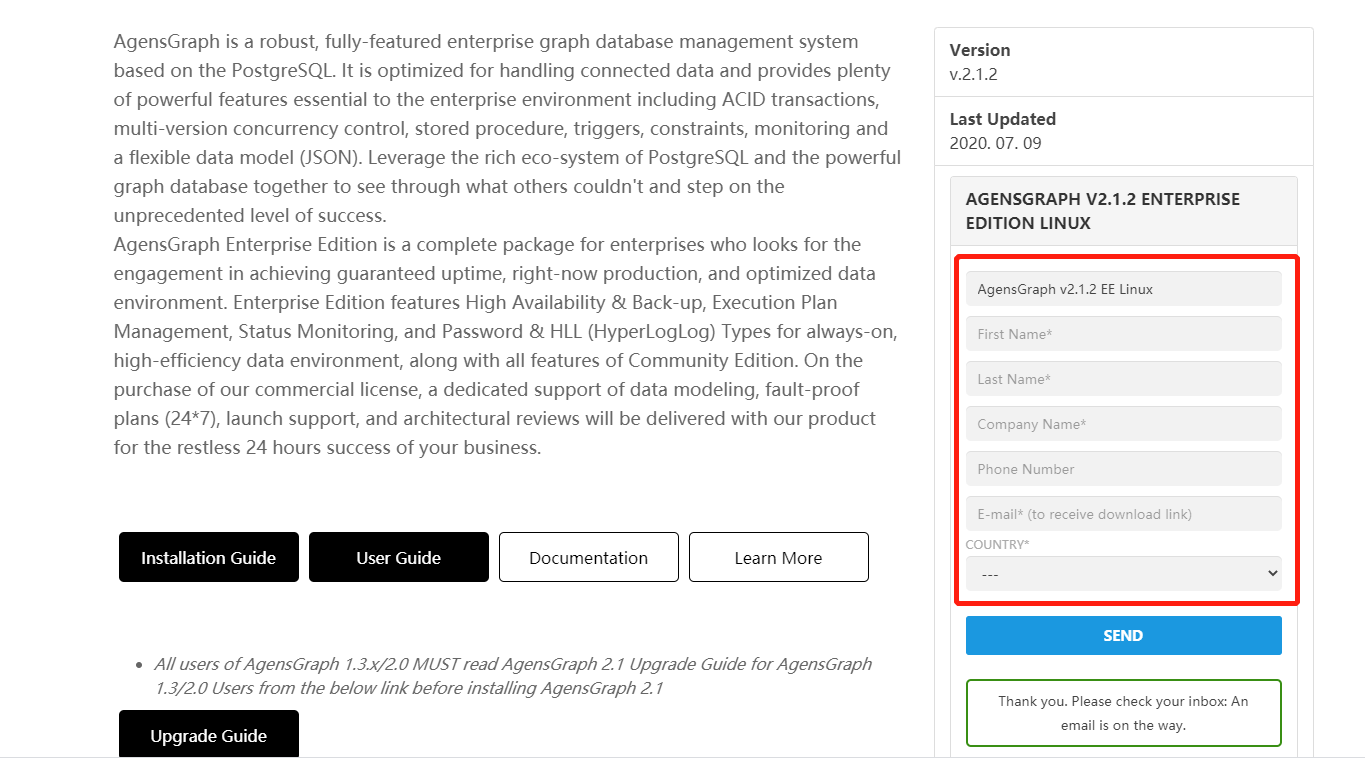 AgensGraph is a robust, fully-featured enterprise graph database management system
based on the PostgreSQL. It is optimized for handling connected data and provides plenty
of powerful features essential to the enterprise environment including ACID transactions,
multi-version concurrency control, stored procedure, triggers, constraints, monitoring and
a flexible data model (JSON). Leverage the rich eco-system of PostgreSQL and the powerful
graph database together to see through what others couldn't and step on the
unprecedented level of success.
AgensGraph Enterprise Edition is a complete package for enterprises who looks for the
engagement in achieving guaranteed uptime, right-now production, and optimized data
environment. Enterprise Edition features High Availability & Back-up, Execution Plan
Management, Status Monitoring, and Password & HLL (HyperLogLog) Types for always-on,
high-efficiency data environment, along with all features of Community Edition. On the
purchase of our commercial license, a dedicated support of data modeling, fault-proof
plans (24*7), launch support, and architectural reviews will be delivered with our product
for the restless 24 hours success of your business.
Installation Guide
User Guide
Documentation
Learn More
• All users of AgensGraph 1.3.x/2.0 MUST read AgensGraph 2.1 Upgrade Guide for AgensGraph
1.3/2.0 Users from the below link before installing AgensGraph 2.1
Upgrade Guide
Version
v.2.1.2
Last Updated
2020. 07. 09
AGENSGRAPH V2.1.2 ENTERPRISE
EDITION LINUX
AgensGraph v2.1.2 EE Linux
First Name*
Last Name*
Company Name*
Phone Number
E-mail* (to receive download link)
COUNTRY*
---
SEND
Thank you. Please check your inbox: An
email is on the way.